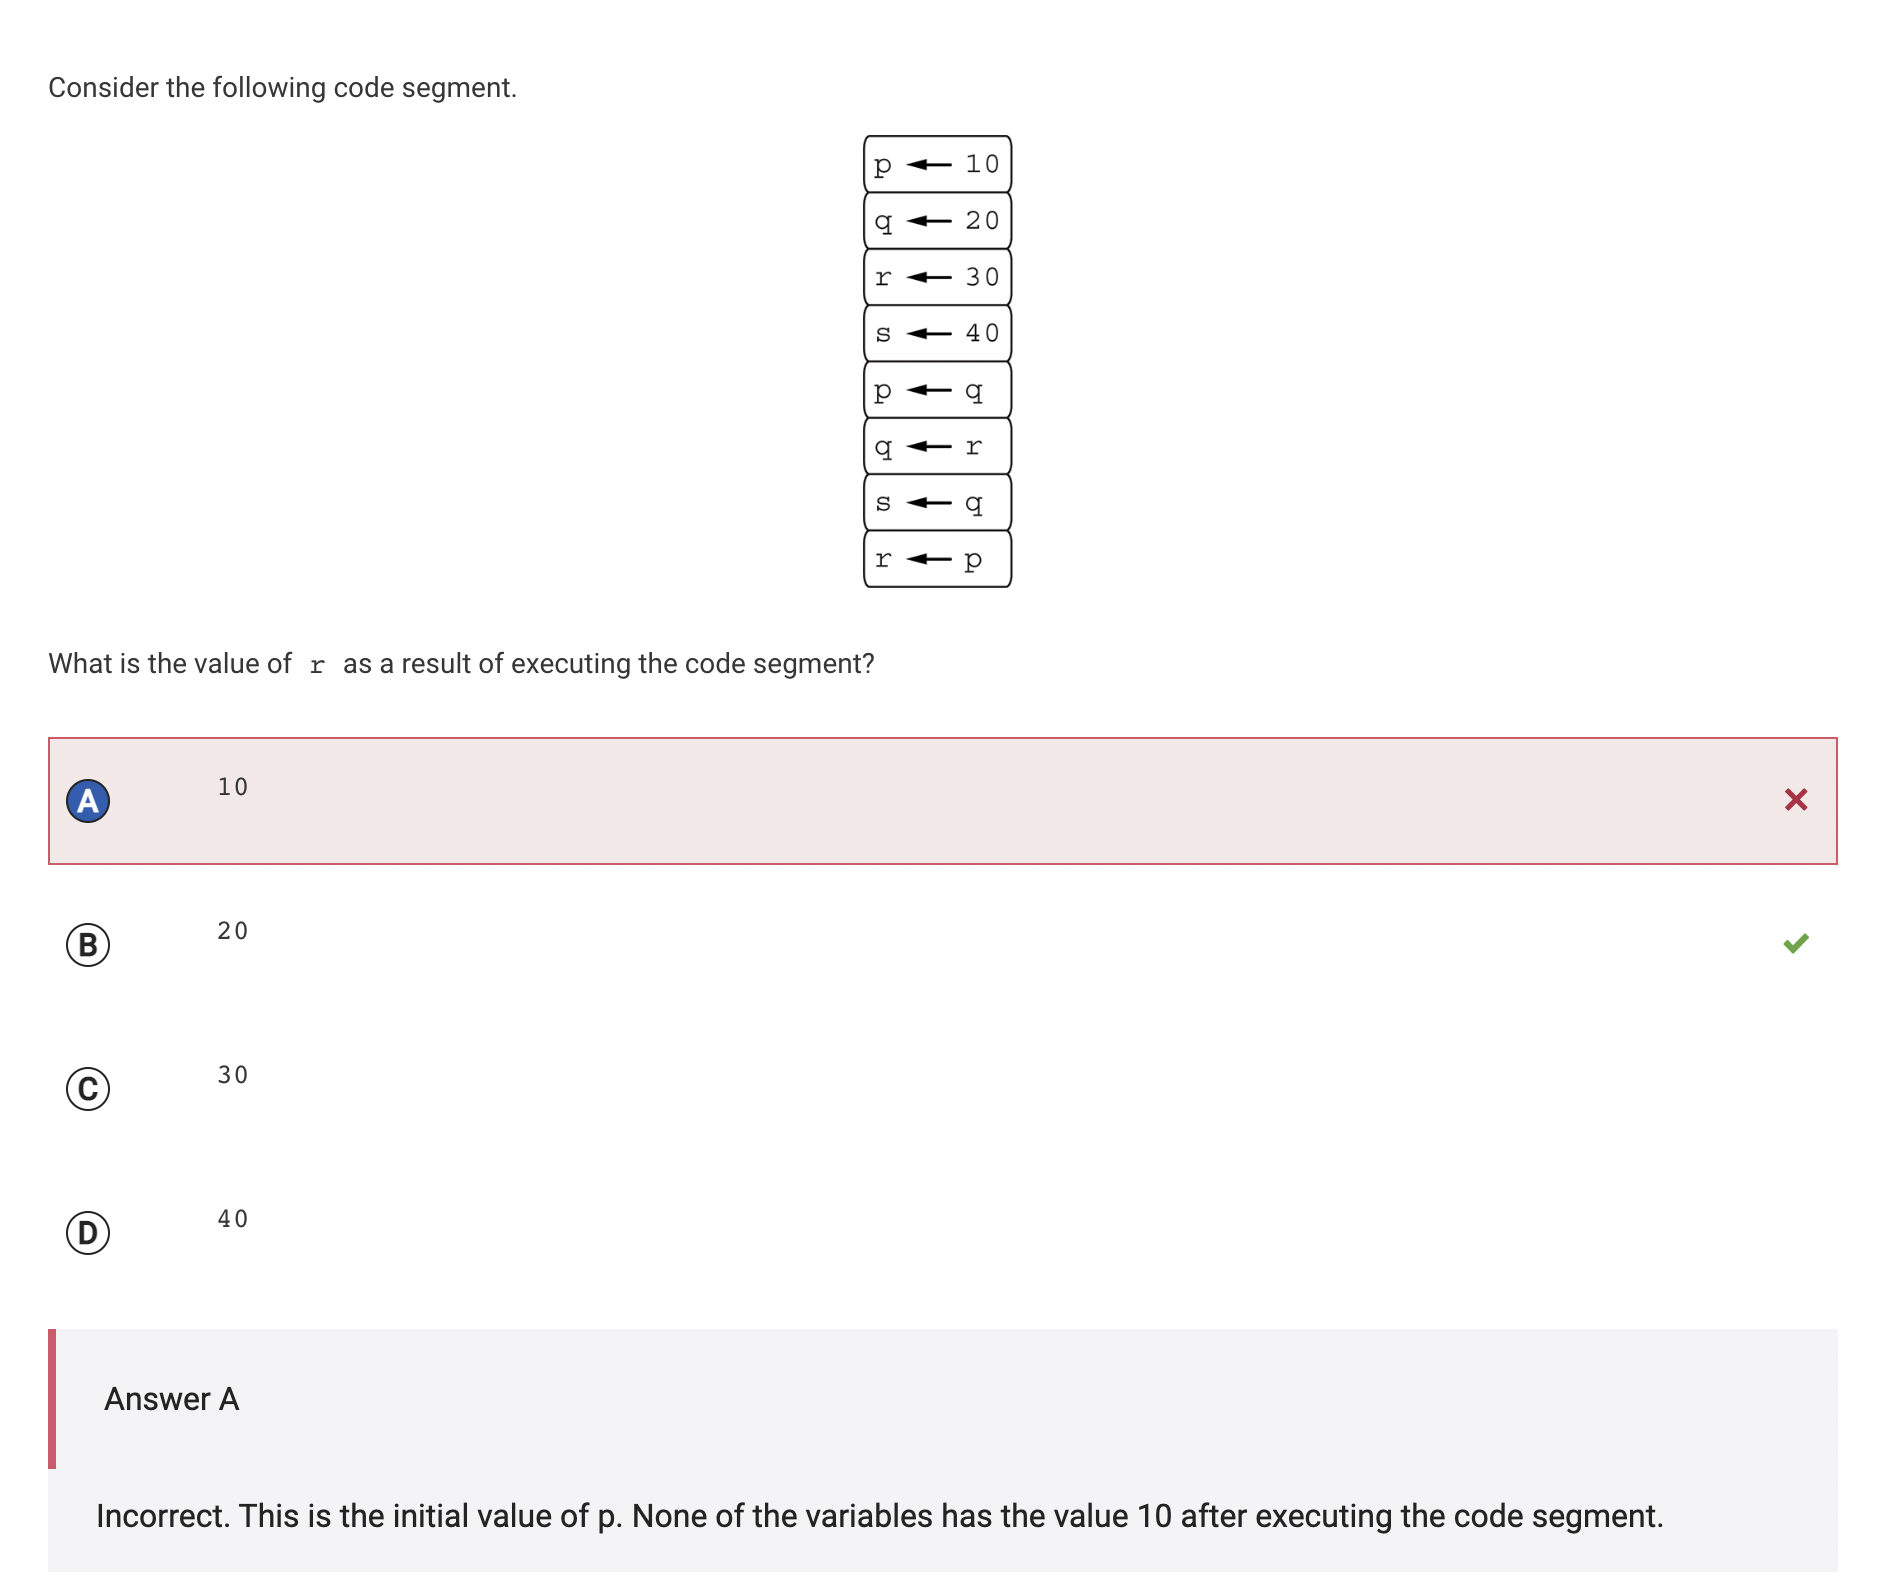 Consider the following code segment.
p ← 10
q ← 20
r ← 30
s ← 40
p ← q
q ← r
s ← q
r ← p
What is the value of r as a result of executing the code segment?
A 10
B 20
C 30
D 40
Answer A
Incorrect. This is the initial value of p. None of the variables has the value 10 after executing the code segment.